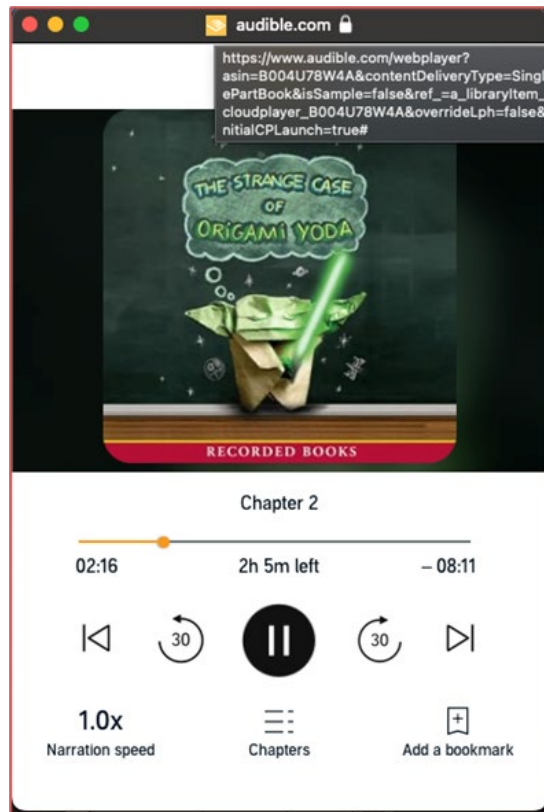 audible.com
https://www.audible.com/webplayer?
asin=B004U78W4A&contentDeliveryType=Singl
ePartBook&isSample=false&ref_=a_libraryItem_
cloudplayer_B004U78W4A&overrideLph=false&
nitialCPLaunch=true#
THE STRANGE CASE
OF
ORIGAMI YODA
RECORDED BOOKS
Chapter 2
02:16 2h 5m left – 08:11
30 30
1.0x
Narration speed Chapters Add a bookmark